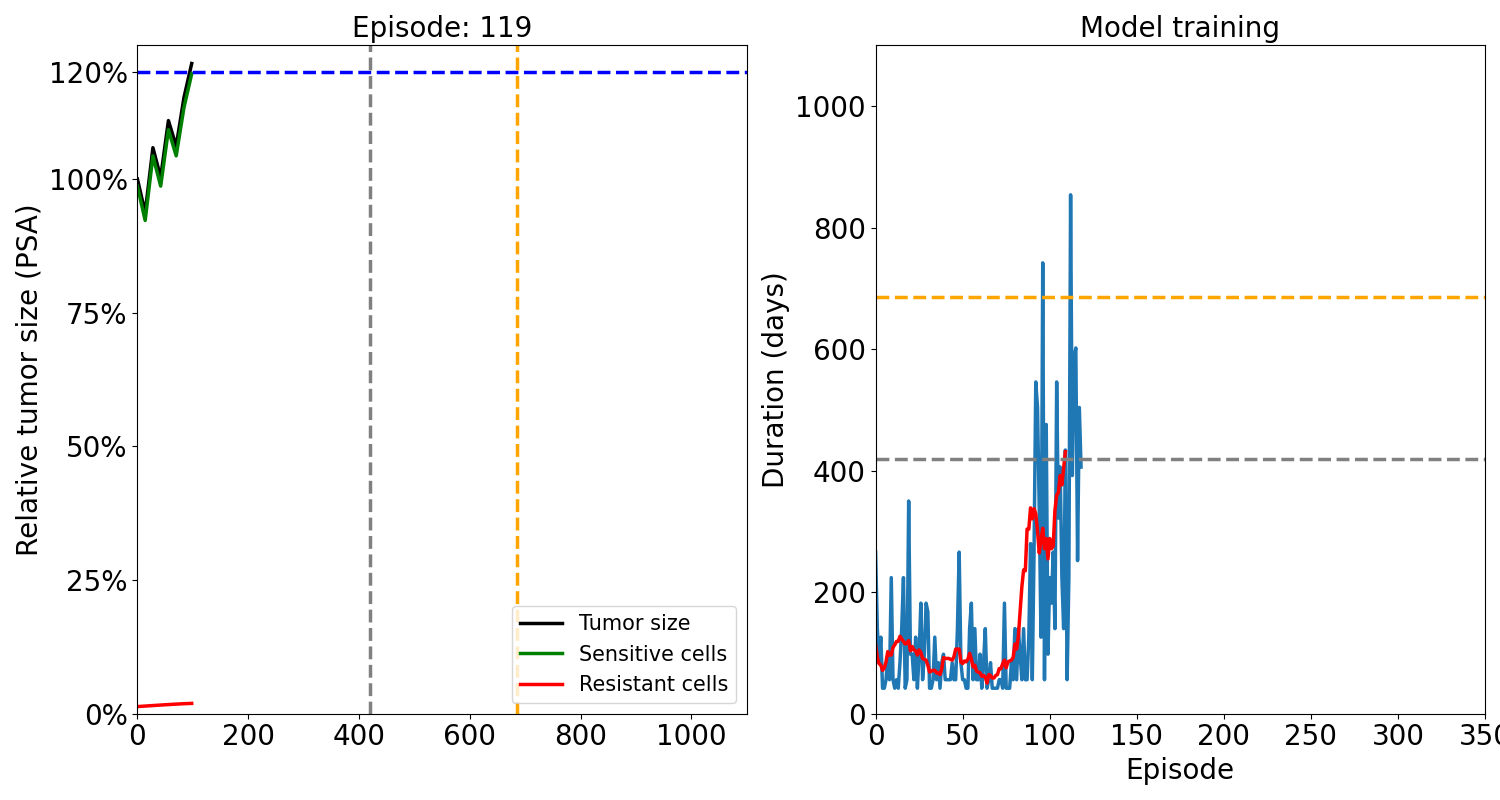 Episode: 119
Relative tumor size (PSA)
120%
100%
75%
50%
25%
0%
0 200 400 600 800 1000
Tumor size
Sensitive cells
Resistant cells
Model training
Duration (days)
1000
800
600
400
200
0
0 50 100 150 200 250 300 350
Episode